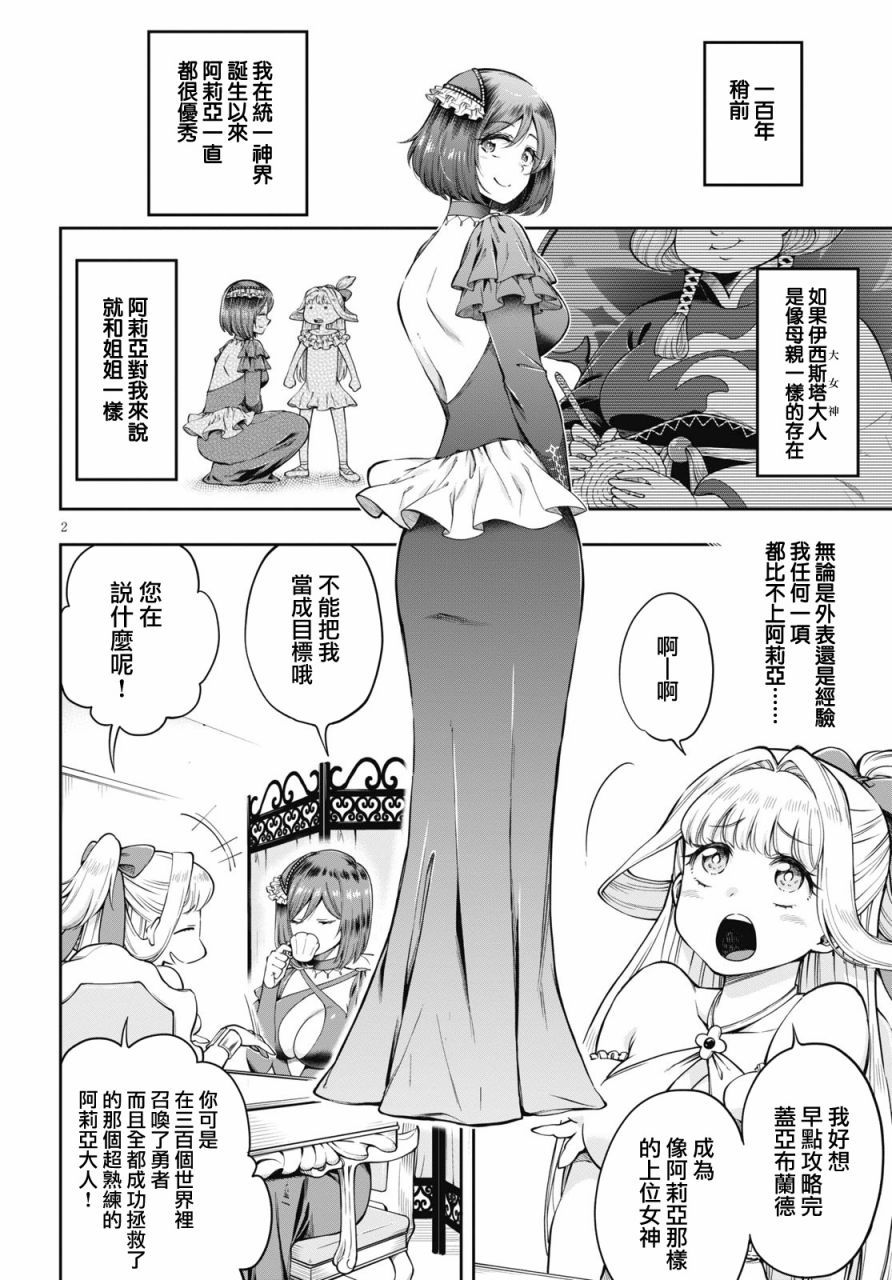 一百年
稍前
我在統一神界
誕生以來
阿莉亞一直
都很優秀
如果伊西斯塔大人
大女神
是像母親一樣的存在
阿莉亞對我來說
就和姐姐一樣
2
無論是外表還是經驗
我任何一項
都比不上阿莉亞……
啊—啊
不能把我
當成目標哦
您在
說什麼呢！
我好想
早點攻略完
蓋亞布蘭德
成為
像阿莉亞那樣
的上位女神
你可是
在三百個世界裡
召喚了勇者
而且全都成功拯救了
的那個超熟練的
阿莉亞大人！